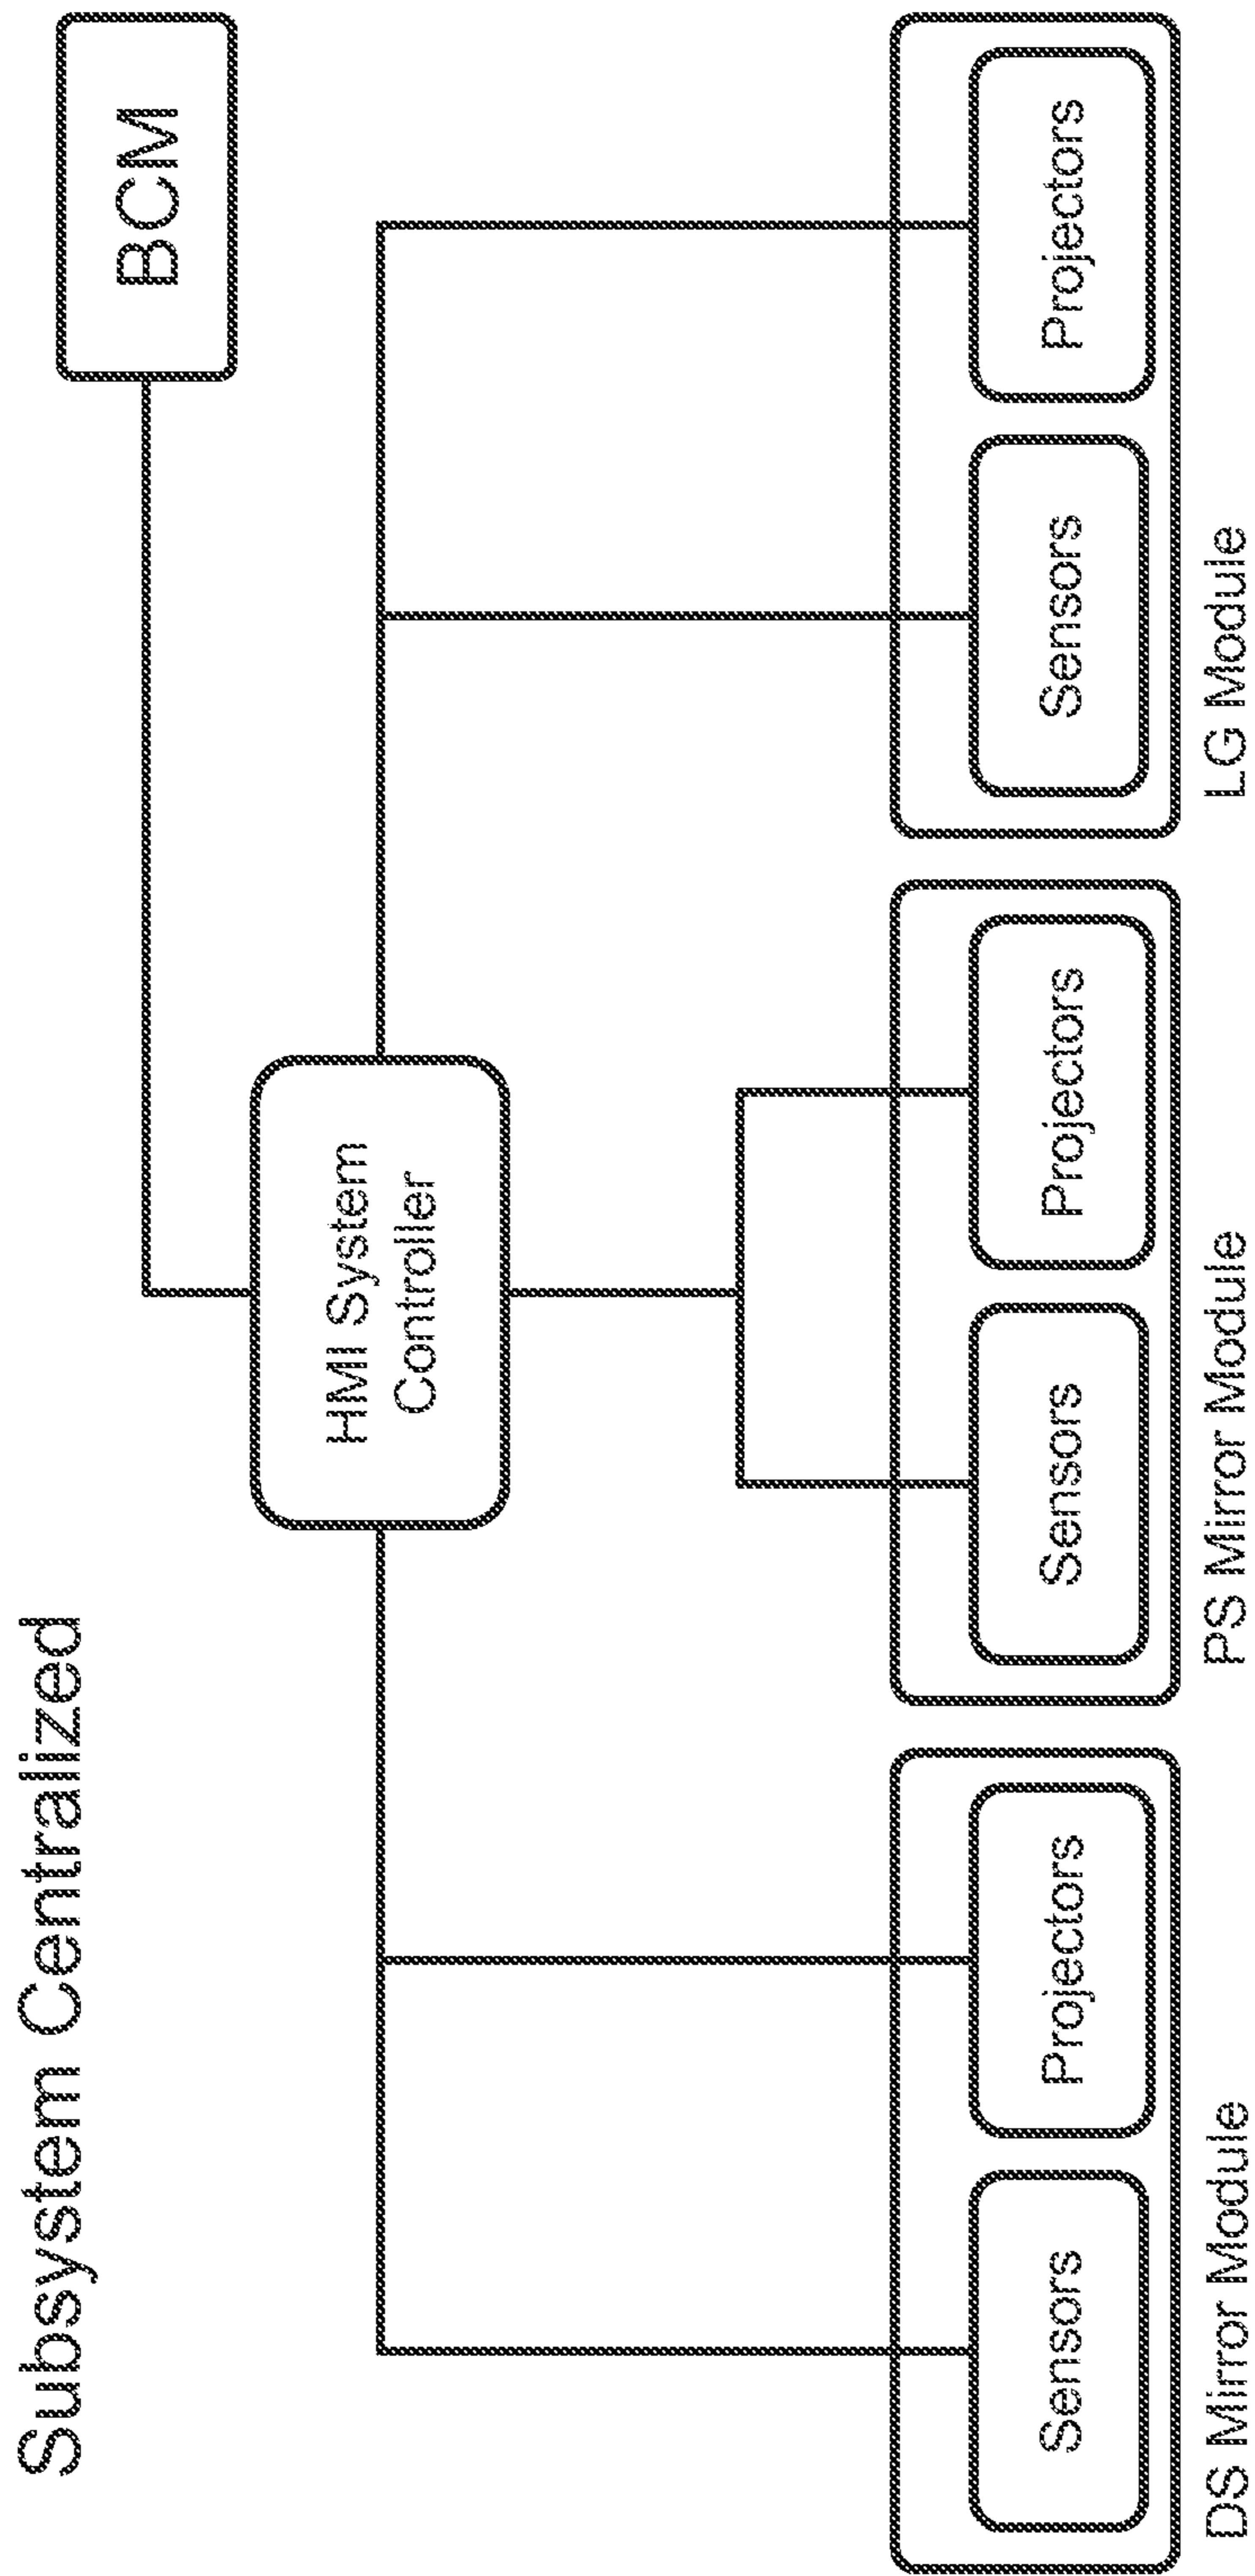 Subsystem Centralized
BCM
HMI System
Controller
Sensors
Projectors
Sensors
Projectors
Sensors
Projectors
DS Mirror Module
PS Mirror Module
LG Module